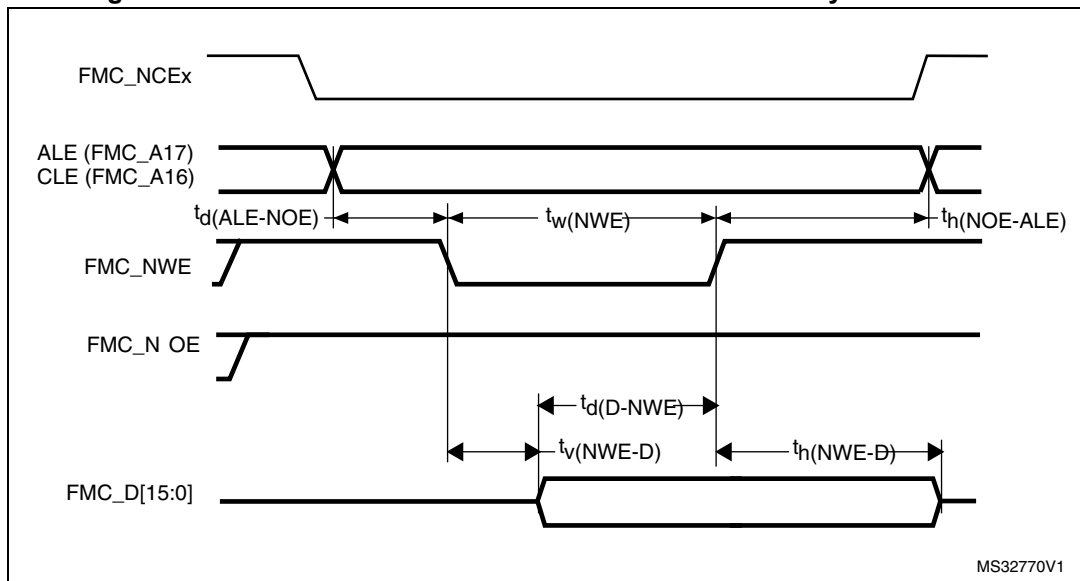 FMC_NCEx
ALE (FMC_A17)
CLE (FMC_A16)
td(ALE-NOE)
tw(NWE)
th(NOE-ALE)
FMC_NWE
FMC_N OE
td(D-NWE)
tv(NWE-D)
th(NWE-D)
FMC_D[15:0]
MS32770V1